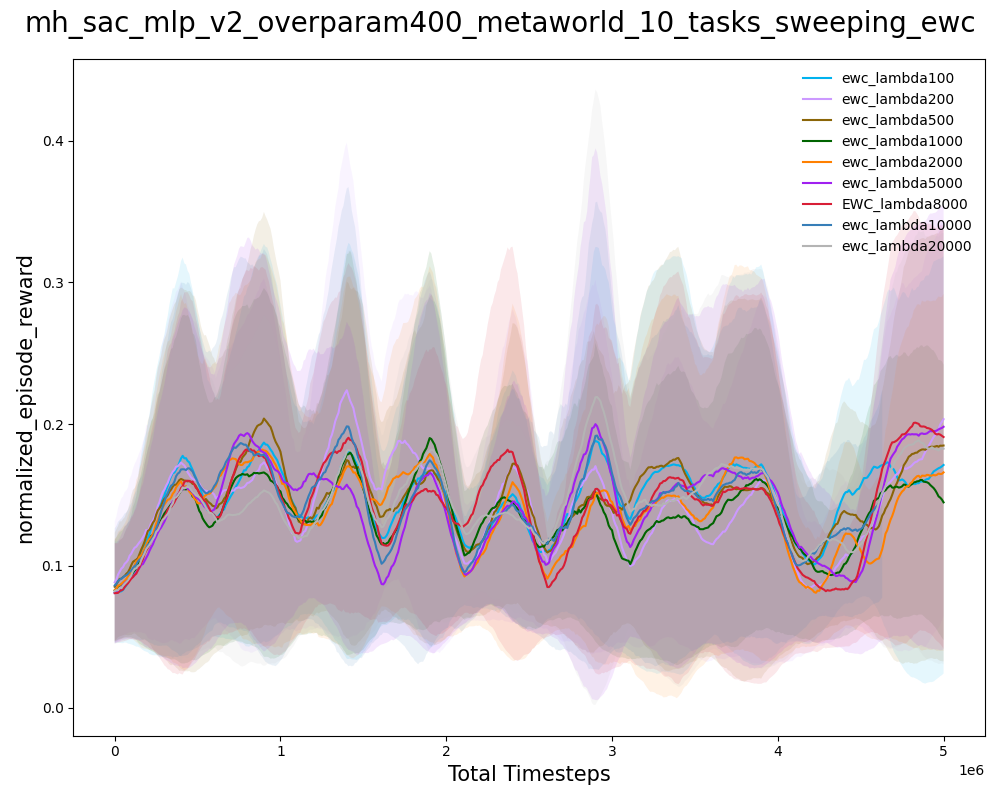 mh_sac_mlp_v2_overparam400_metaworld_10_tasks_sweeping_ewc
ewc_lambda100
ewc_lambda200
ewc_lambda500
ewc_lambda1000
ewc_lambda2000
ewc_lambda5000
EWC_lambda8000
ewc_lambda10000
ewc_lambda20000
normalized_episode_reward
0.4
0.3
0.2
0.1
0.0
0 1 2 3 4 5
1e6
Total Timesteps